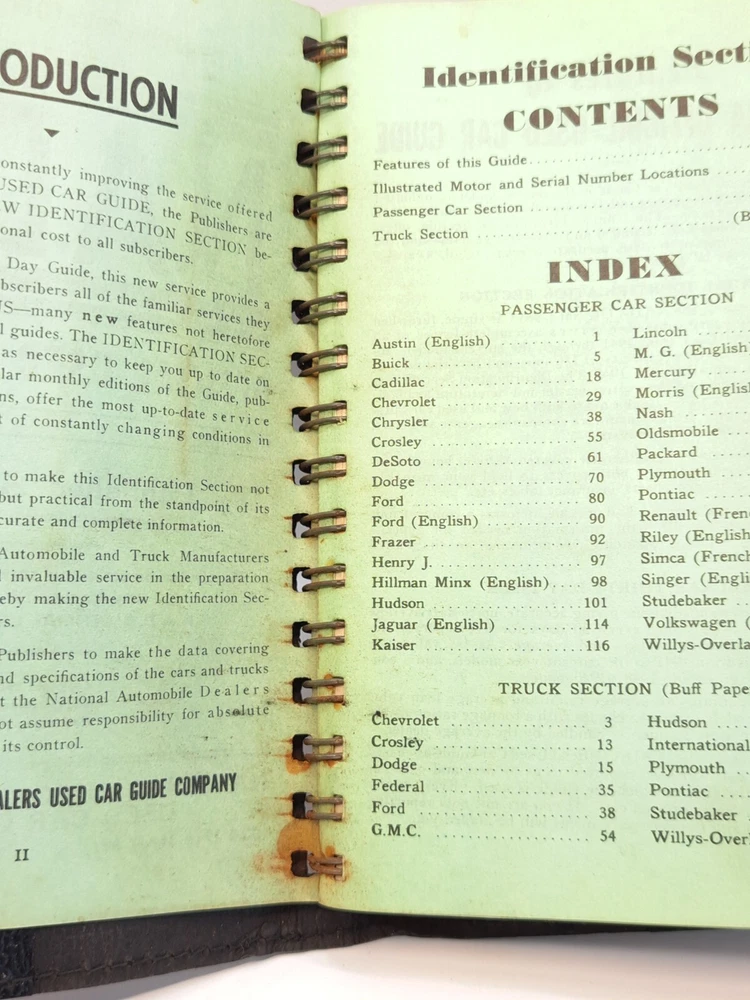 ODUCTION
onstantly improving the service offered
USED CAR GUIDE, the Publishers are
W IDENTIFICATION SECTION be-
onal cost to all subscribers.
Day Guide, this new service provides a
bscribers all of the familiar services they
US—many new features not heretofore
l guides. The IDENTIFICATION SEC-
as necessary to keep you up to date on
lar monthly editions of the Guide, pub-
ns, offer the most up-to-date service
t of constantly changing conditions in
to make this Identification Section not
but practical from the standpoint of its
curate and complete information.
Automobile and Truck Manufacturers
l invaluable service in the preparation
eby making the new Identification Sec-
rs.
Publishers to make the data covering
nd specifications of the cars and trucks
t the National Automobile Dealers
ot assume responsibility for absolute
its control.
ALERS USED CAR GUIDE COMPANY
II
Identification Secti
CONTENTS
Features of this Guide
Illustrated Motor and Serial Number Locations
Passenger Car Section
Truck Section (B
INDEX
PASSENGER CAR SECTION
Austin (English) 1
Buick 5
Cadillac 18
Chevrolet 29
Chrysler 38
Crosley 55
DeSoto 61
Dodge 70
Ford 80
Ford (English) 90
Frazer 92
Henry J. 97
Hillman Minx (English) 98
Hudson 101
Jaguar (English) 114
Kaiser 116
Lincoln
M. G. (English
Mercury
Morris (Englis
Nash
Oldsmobile
Packard
Plymouth
Pontiac
Renault (Fren
Riley (English
Simca (French
Singer (Engli
Studebaker
Volkswagen (
Willys-Overla
TRUCK SECTION (Buff Pape
Chevrolet 3
Crosley 13
Dodge 15
Federal 35
Ford 38
G.M.C. 54
Hudson
International
Plymouth
Pontiac
Studebaker
Willys-Over